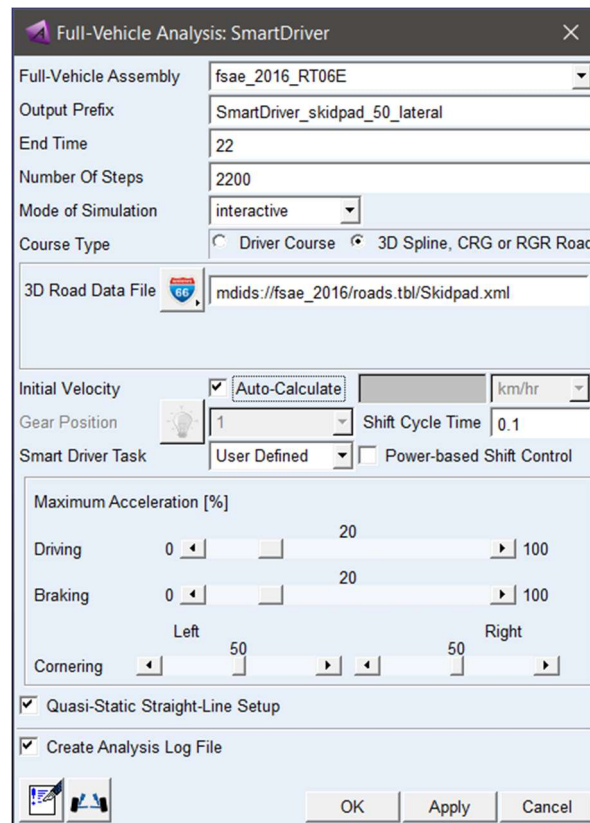 Full-Vehicle Analysis: SmartDriver
Full-Vehicle Assembly fsae_2016_RT06E
Output Prefix SmartDriver_skidpad_50_lateral
End Time 22
Number Of Steps 2200
Mode of Simulation interactive
Course Type Driver Course 3D Spline, CRG or RGR Road
3D Road Data File 66 mdids://fsae_2016/roads.tbl/Skidpad.xml
Initial Velocity Auto-Calculate km/hr
Gear Position 1 Shift Cycle Time 0.1
Smart Driver Task User Defined Power-based Shift Control
Maximum Acceleration [%]
20
Driving 0 100
20
Braking 0 100
Left Right
50 50
Cornering
Quasi-Static Straight-Line Setup
Create Analysis Log File
OK Apply Cancel